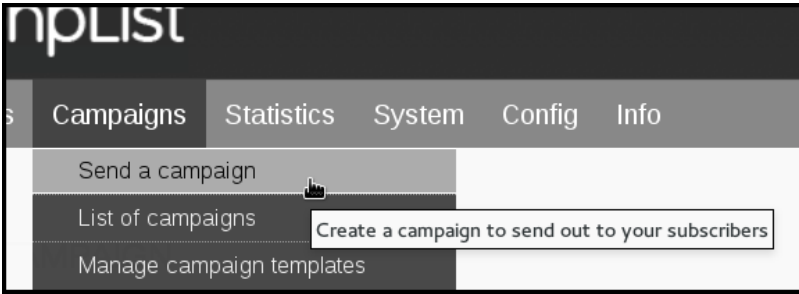 hpList
s Campaigns Statistics System Config Info
Send a campaign
List of campaigns
Create a campaign to send out to your subscribers
Manage campaign templates